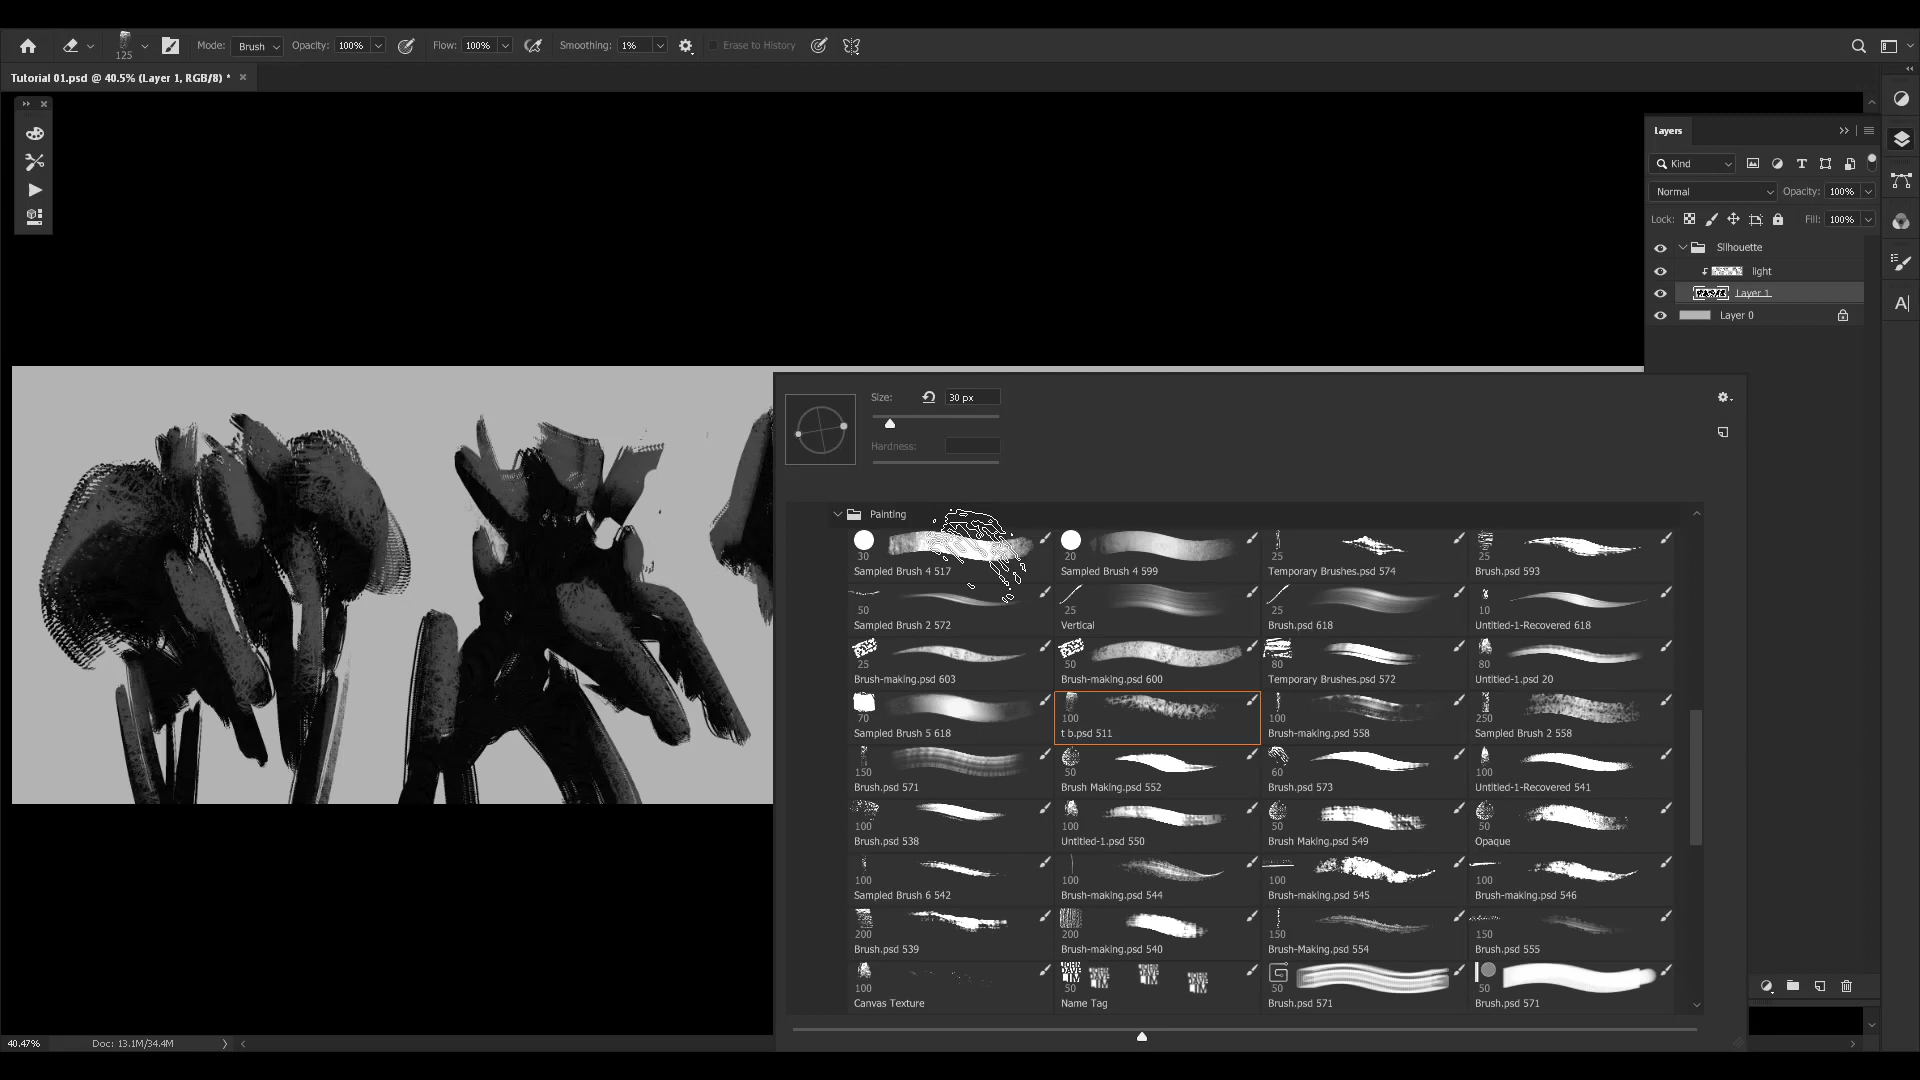 125
Mode: Brush
Opacity: 100%
Flow: 100%
Smoothing: 1%
Erase to History
Tutorial 01.psd @ 40.5% (Layer 1, RGB/8) *
Layers
Kind
Normal
Opacity: 100%
Lock:
Fill: 100%
Silhouette
light
Layer 1
Layer 0
Size: 30 px
Hardness:
Painting
30
20
25
25
Sampled Brush 4 517
Sampled Brush 4 599
Temporary Brushes.psd 574
Brush.psd 593
50
25
25
10
Sampled Brush 2 572
Vertical
Brush.psd 618
Untitled-1-Recovered 618
25
50
80
80
Brush-making.psd 603
Brush-making.psd 600
Temporary Brushes.psd 572
Untitled-1.psd 20
70
100
100
250
Sampled Brush 5 618
t b.psd 511
Brush-making.psd 558
Sampled Brush 2 558
150
50
60
100
Brush.psd 571
Brush Making.psd 552
Brush.psd 573
Untitled-1-Recovered 541
100
100
50
50
Brush.psd 538
Untitled-1.psd 550
Brush Making.psd 549
Opaque
100
100
100
100
Sampled Brush 6 542
Brush-making.psd 544
Brush-making.psd 545
Brush-making.psd 546
200
200
150
150
Brush.psd 539
Brush-making.psd 540
Brush-Making.psd 554
Brush.psd 555
100
50
50
50
Canvas Texture
Name Tag
Brush.psd 571
Brush.psd 571
40.47%
Doc: 13.1M/34.4M